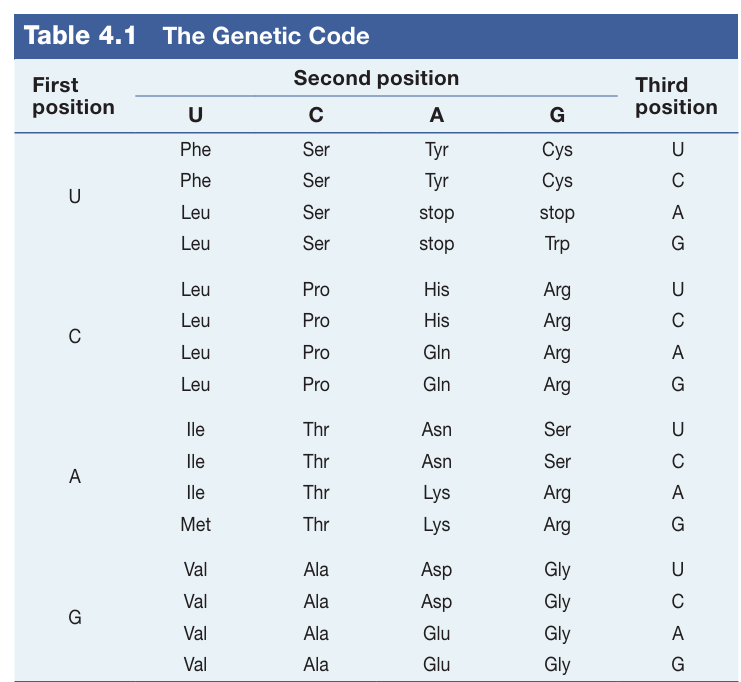 Table 4.1 The Genetic Code
First position Second position Third position
U C A G
U
Phe Ser Tyr Cys U
Phe Ser Tyr Cys C
Leu Ser stop stop A
Leu Ser stop Trp G
C
Leu Pro His Arg U
Leu Pro His Arg C
Leu Pro Gln Arg A
Leu Pro Gln Arg G
A
Ile Thr Asn Ser U
Ile Thr Asn Ser C
Ile Thr Lys Arg A
Met Thr Lys Arg G
G
Val Ala Asp Gly U
Val Ala Asp Gly C
Val Ala Glu Gly A
Val Ala Glu Gly G